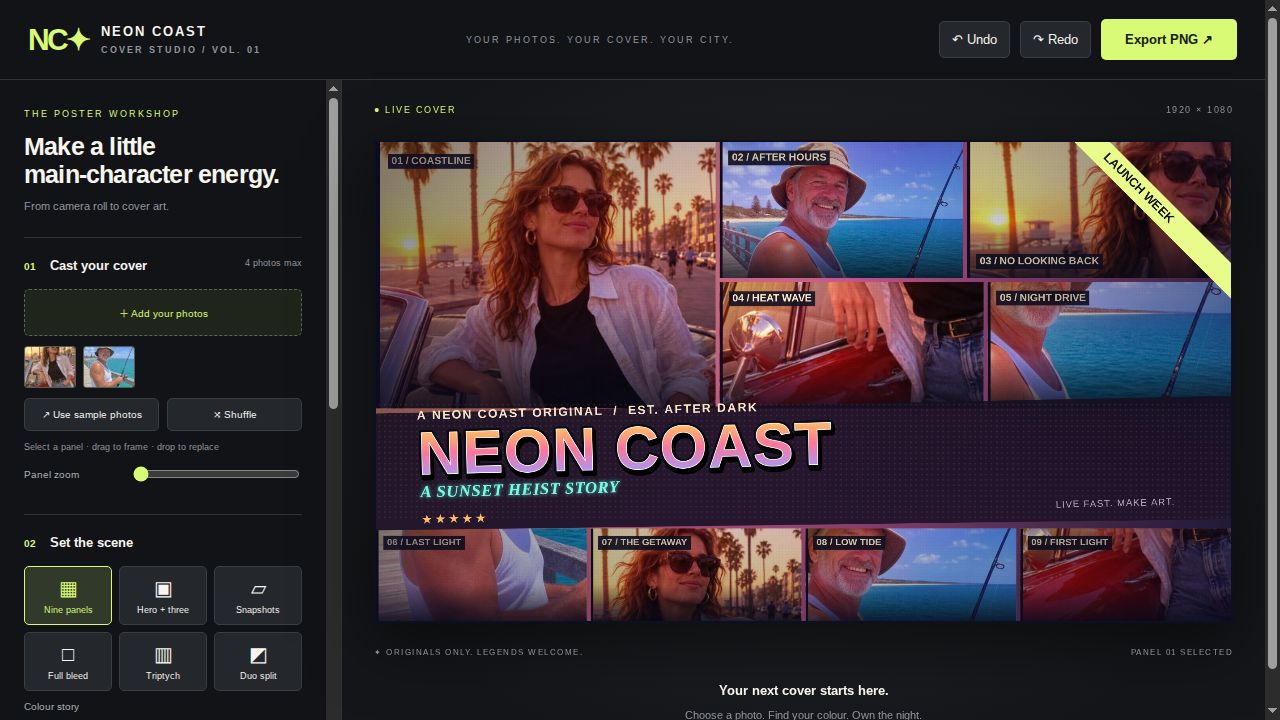 NC✦
NEON COAST
COVER STUDIO / VOL. 01
YOUR PHOTOS. YOUR COVER. YOUR CITY.
↶ Undo
↷ Redo
Export PNG ↗
THE POSTER WORKSHOP
Make a little
main-character energy.
From camera roll to cover art.
01 Cast your cover
4 photos max
+ Add your photos
↗ Use sample photos
⤨ Shuffle
Select a panel · drag to frame · drop to replace
Panel zoom
02 Set the scene
Nine panels
Hero + three
Snapshots
Full bleed
Triptych
Duo split
Colour story
● LIVE COVER
1920 × 1080
01 / COASTLINE
02 / AFTER HOURS
LAUNCH WEEK
03 / NO LOOKING BACK
04 / HEAT WAVE
05 / NIGHT DRIVE
A NEON COAST ORIGINAL / EST. AFTER DARK
NEON COAST
A SUNSET HEIST STORY
★★★★★
LIVE FAST. MAKE ART.
06 / LAST LIGHT
07 / THE GETAWAY
08 / LOW TIDE
09 / FIRST LIGHT
✦ ORIGINALS ONLY. LEGENDS WELCOME.
PANEL 01 SELECTED
Your next cover starts here.
Choose a photo. Find your colour. Own the night.